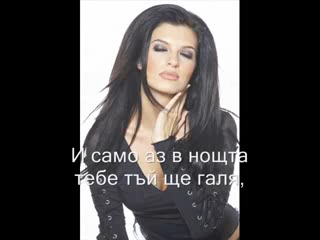 И само аз в нощта
тебе тъй ще галя,